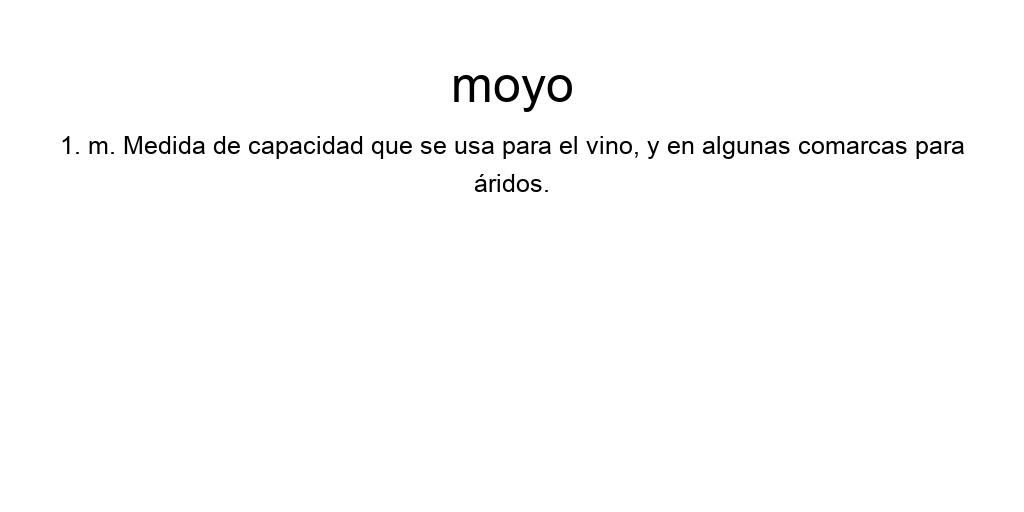 moyo
1. m. Medida de capacidad que se usa para el vino, y en algunas comarcas para
áridos.